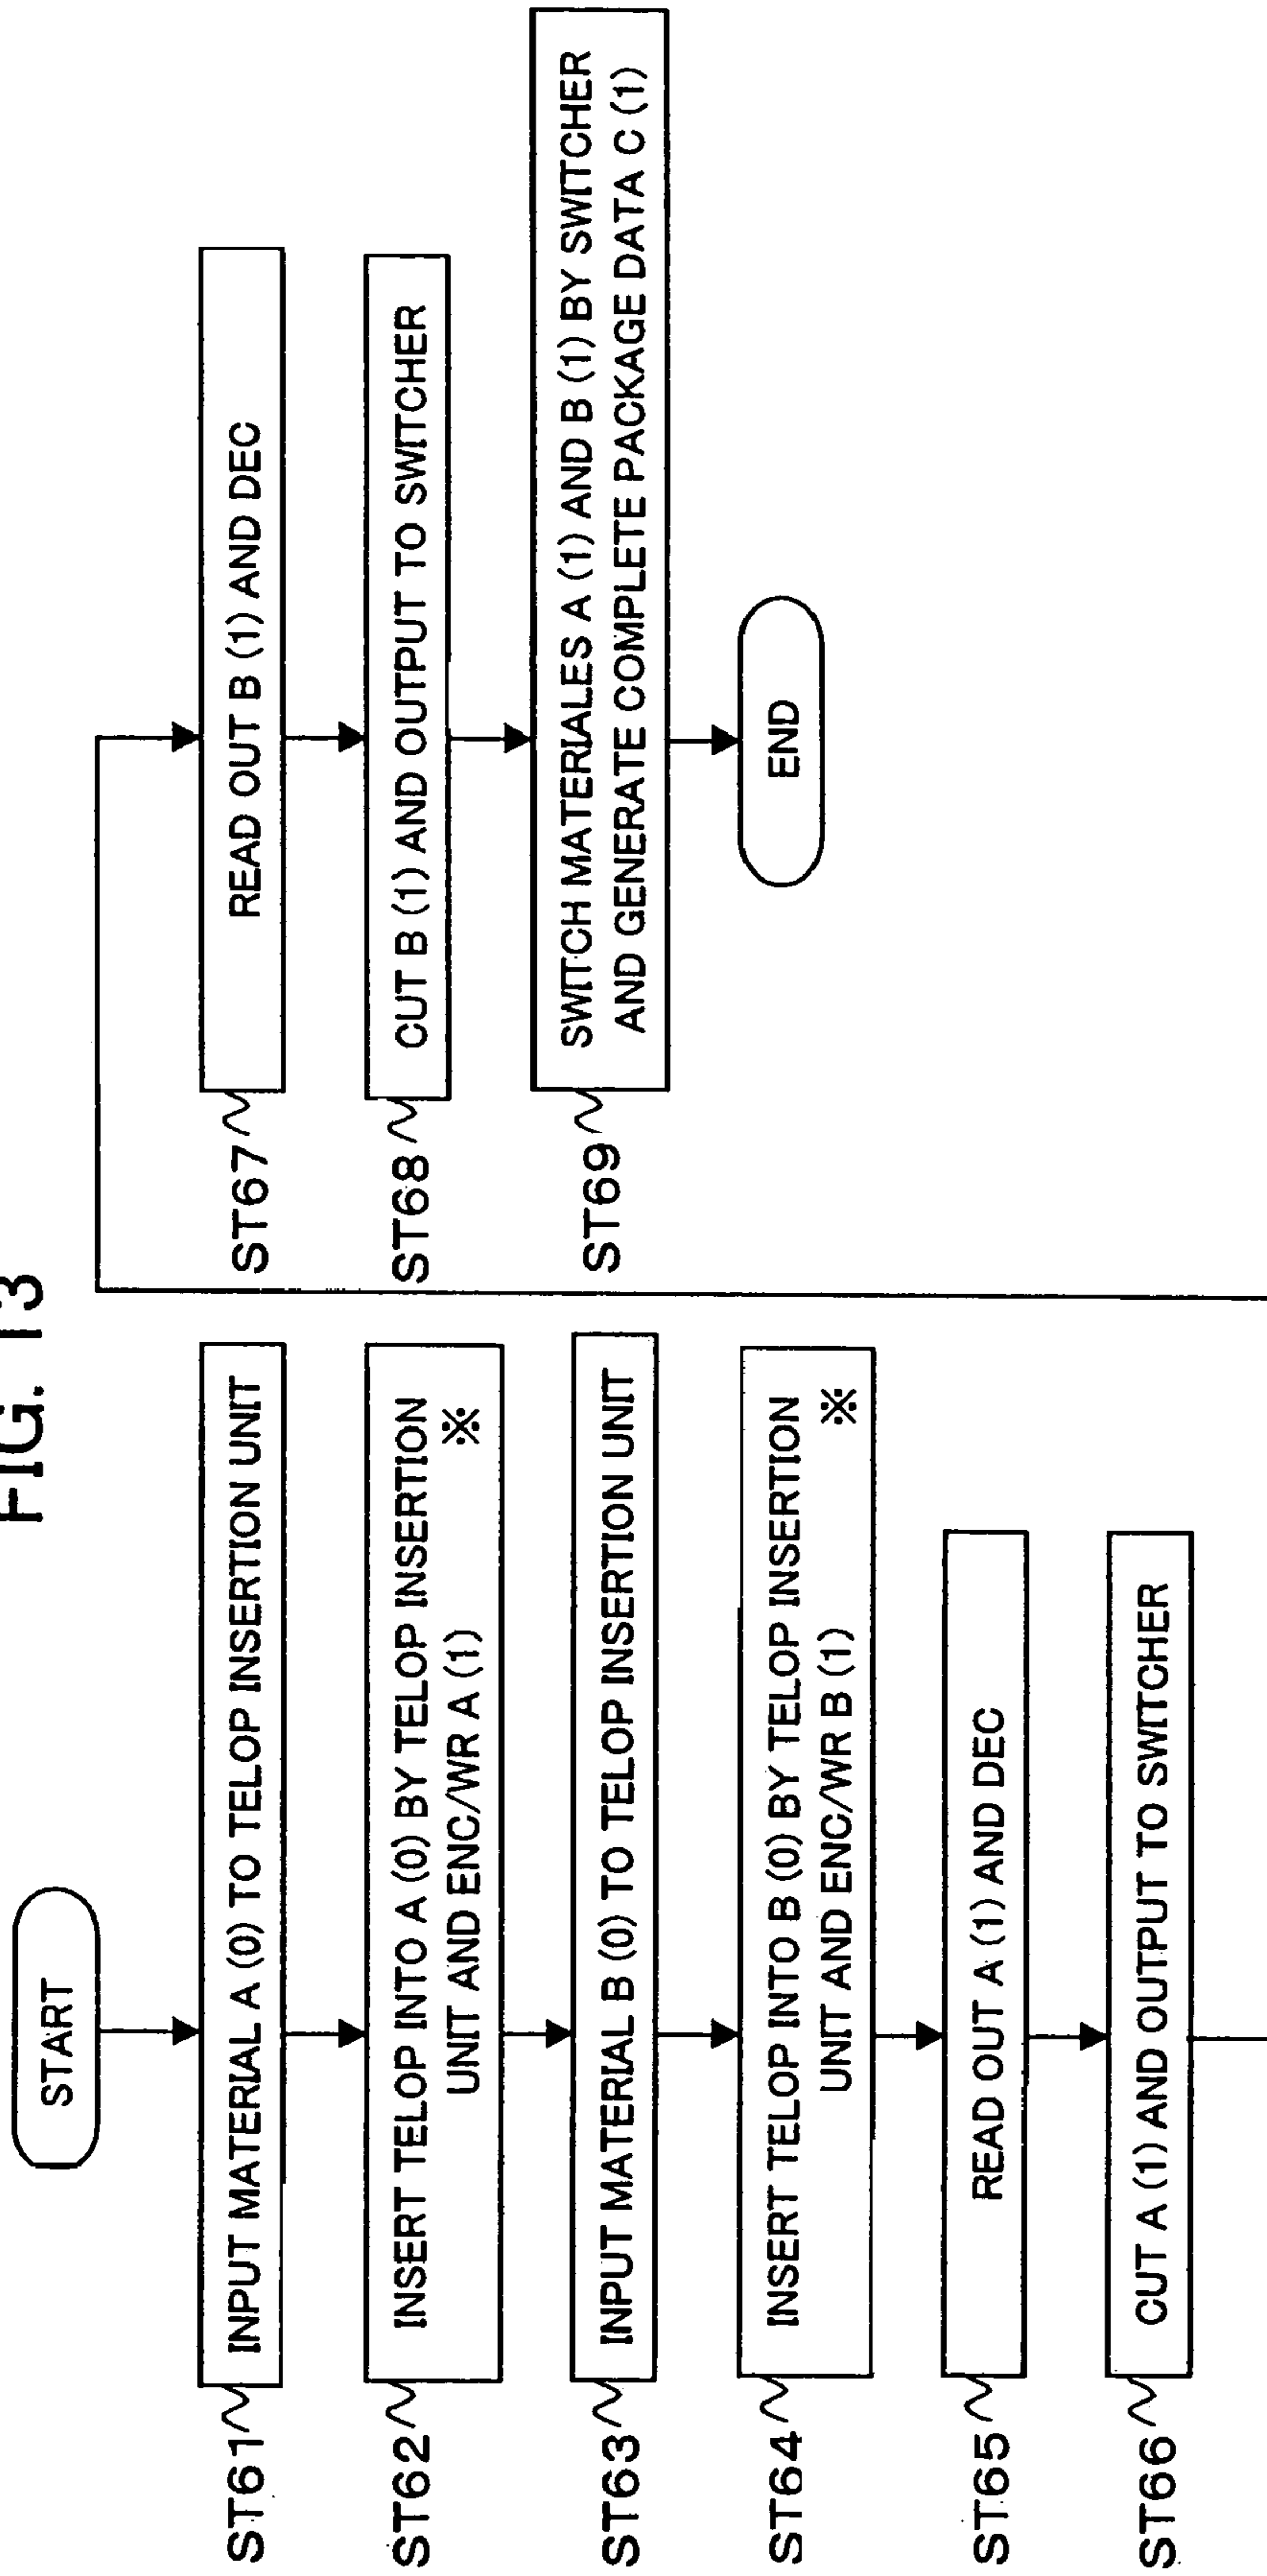 FIG. 13
START
ST61
INPUT MATERIAL A (0) TO TELOP INSERTION UNIT
ST62
INSERT TELOP INTO A (0) BY TELOP INSERTION
UNIT AND ENC/WR A (1) ※
ST63
INPUT MATERIAL B (0) TO TELOP INSERTION UNIT
ST64
INSERT TELOP INTO B (0) BY TELOP INSERTION
UNIT AND ENC/WR B (1) ※
ST65
READ OUT A (1) AND DEC
ST66
CUT A (1) AND OUTPUT TO SWITCHER
ST67
READ OUT B (1) AND DEC
ST68
CUT B (1) AND OUTPUT TO SWITCHER
ST69
SWITCH MATERIALES A (1) AND B (1) BY SWITCHER
AND GENERATE COMPLETE PACKAGE DATA C (1)
END